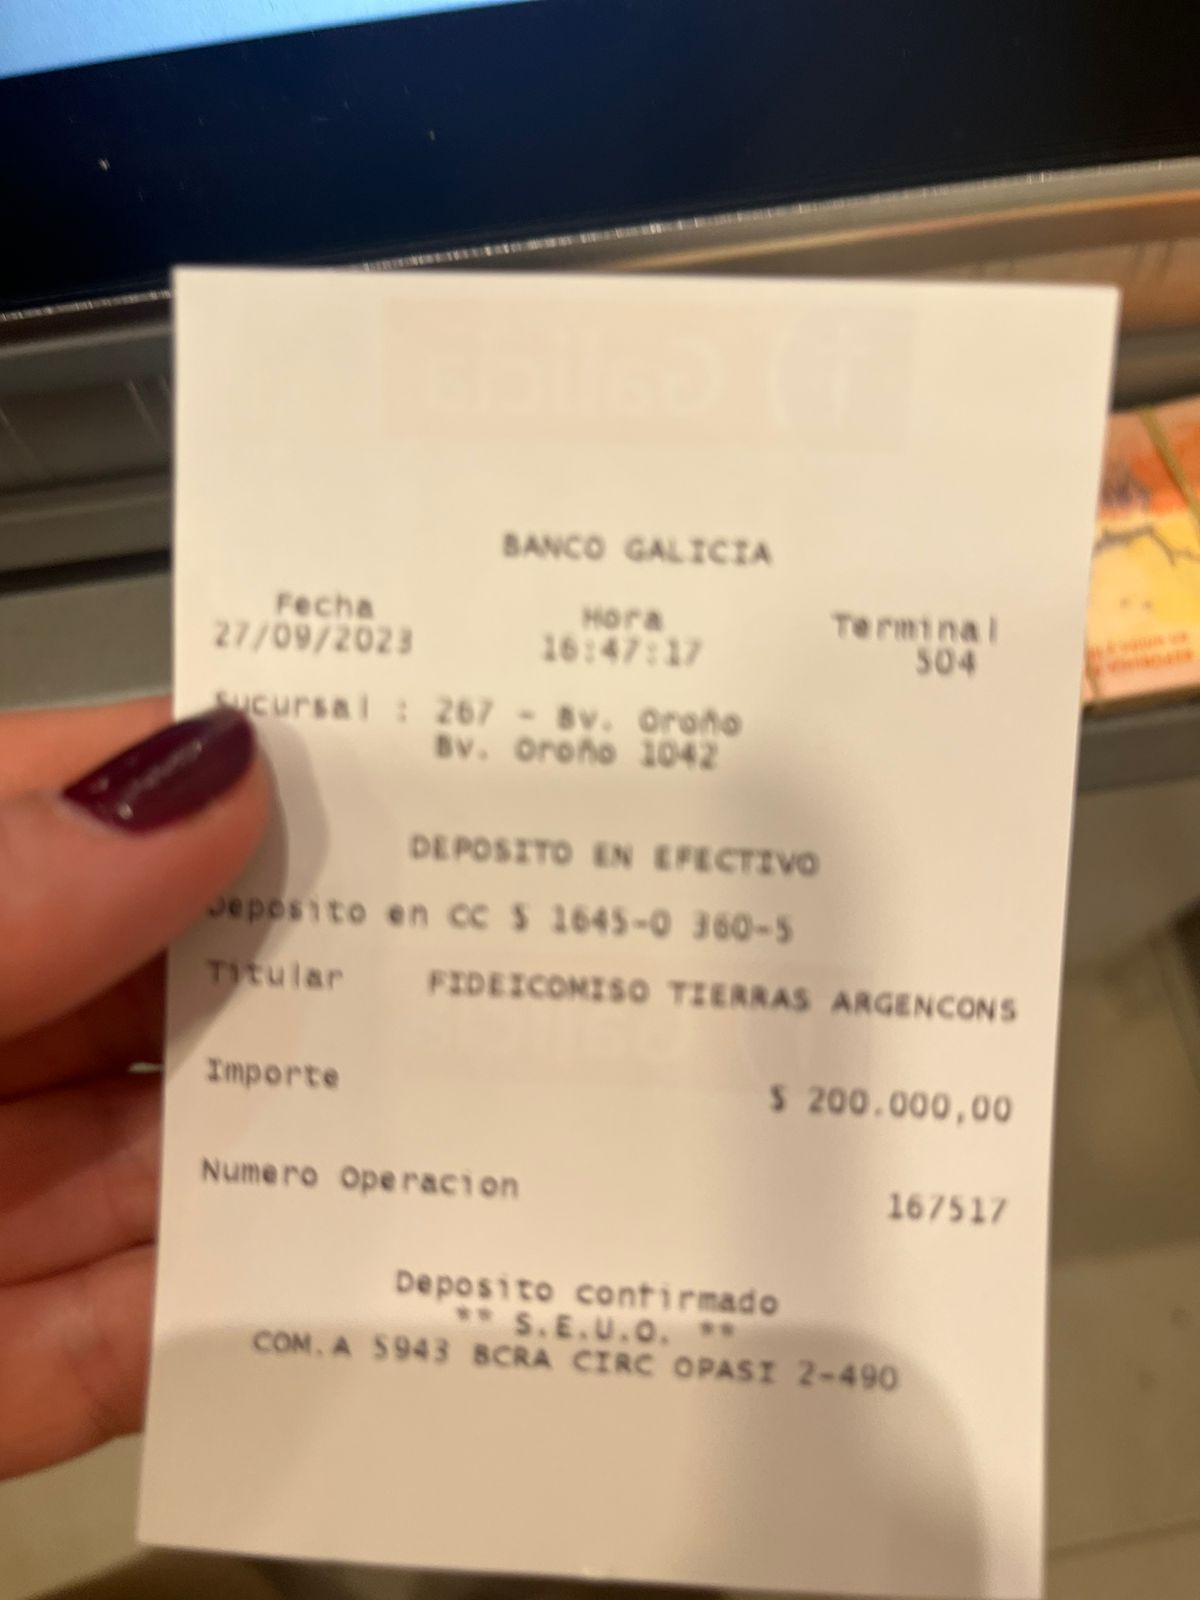 BANCO GALICIA
Fecha Hora Terminal
27/09/2023 16:47:17 504
Sucursal : 267 - Bv. Oroño
Bv. Oroño 1042
DEPOSITO EN EFECTIVO
Deposito en CC $ 1645-0 360-5
Titular FIDEICOMISO TIERRAS ARGENCONS
Importe
$ 200.000,00
Numero Operacion
167517
Deposito confirmado
** S.E.U.O. **
COM.A 5943 BCRA CIRC OPASI 2-490